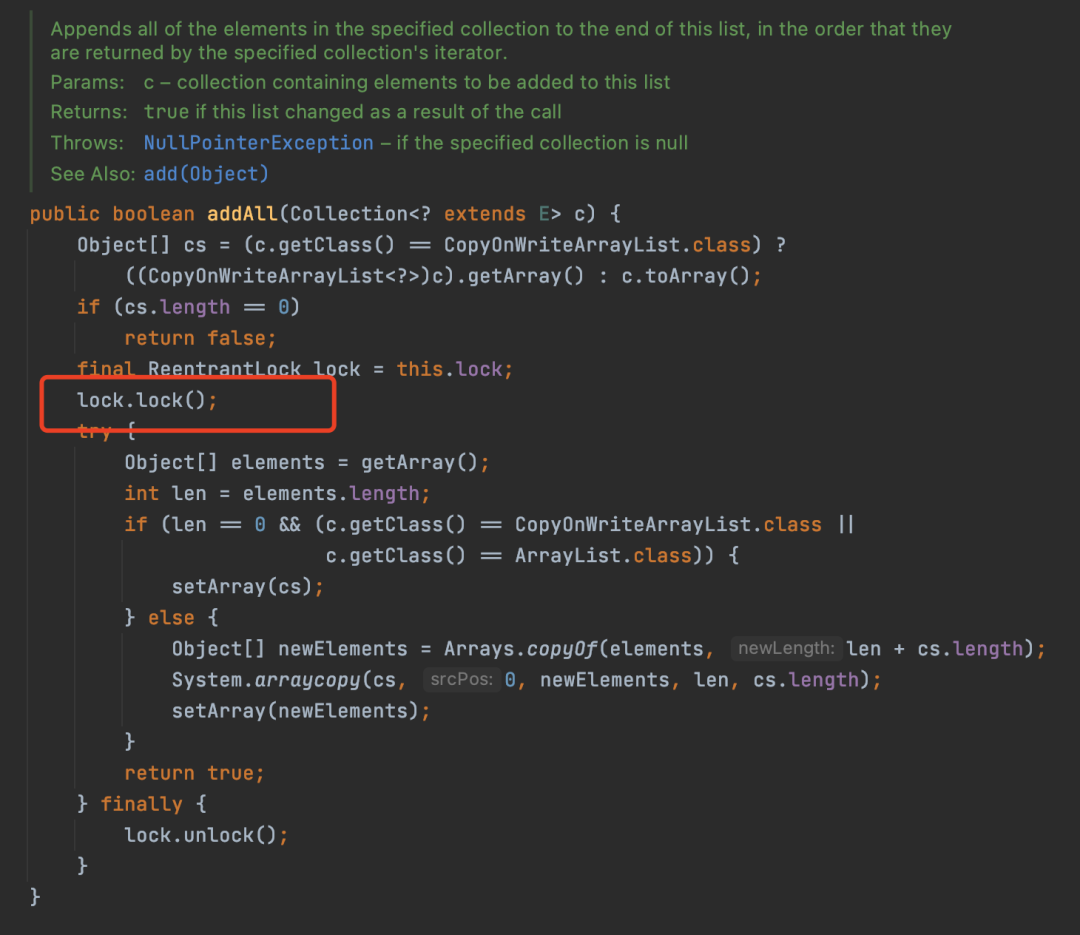 Appends all of the elements in the specified collection to the end of this list, in the order that they
are returned by the specified collection's iterator.
Params: c – collection containing elements to be added to this list
Returns: true if this list changed as a result of the call
Throws: NullPointerException – if the specified collection is null
See Also: add(Object)
public boolean addAll(Collection<? extends E> c) {
    Object[] cs = (c.getClass() == CopyOnWriteArrayList.class) ?
        ((CopyOnWriteArrayList<?>)c).getArray() : c.toArray();
    if (cs.length == 0)
        return false;
    final ReentrantLock lock = this.lock;
    lock.lock();
    try {
        Object[] elements = getArray();
        int len = elements.length;
        if (len == 0 && (c.getClass() == CopyOnWriteArrayList.class ||
                         c.getClass() == ArrayList.class)) {
            setArray(cs);
        } else {
            Object[] newElements = Arrays.copyOf(elements, newLength: len + cs.length);
            System.arraycopy(cs, srcPos: 0, newElements, len, cs.length);
            setArray(newElements);
        }
        return true;
    } finally {
        lock.unlock();
    }
}